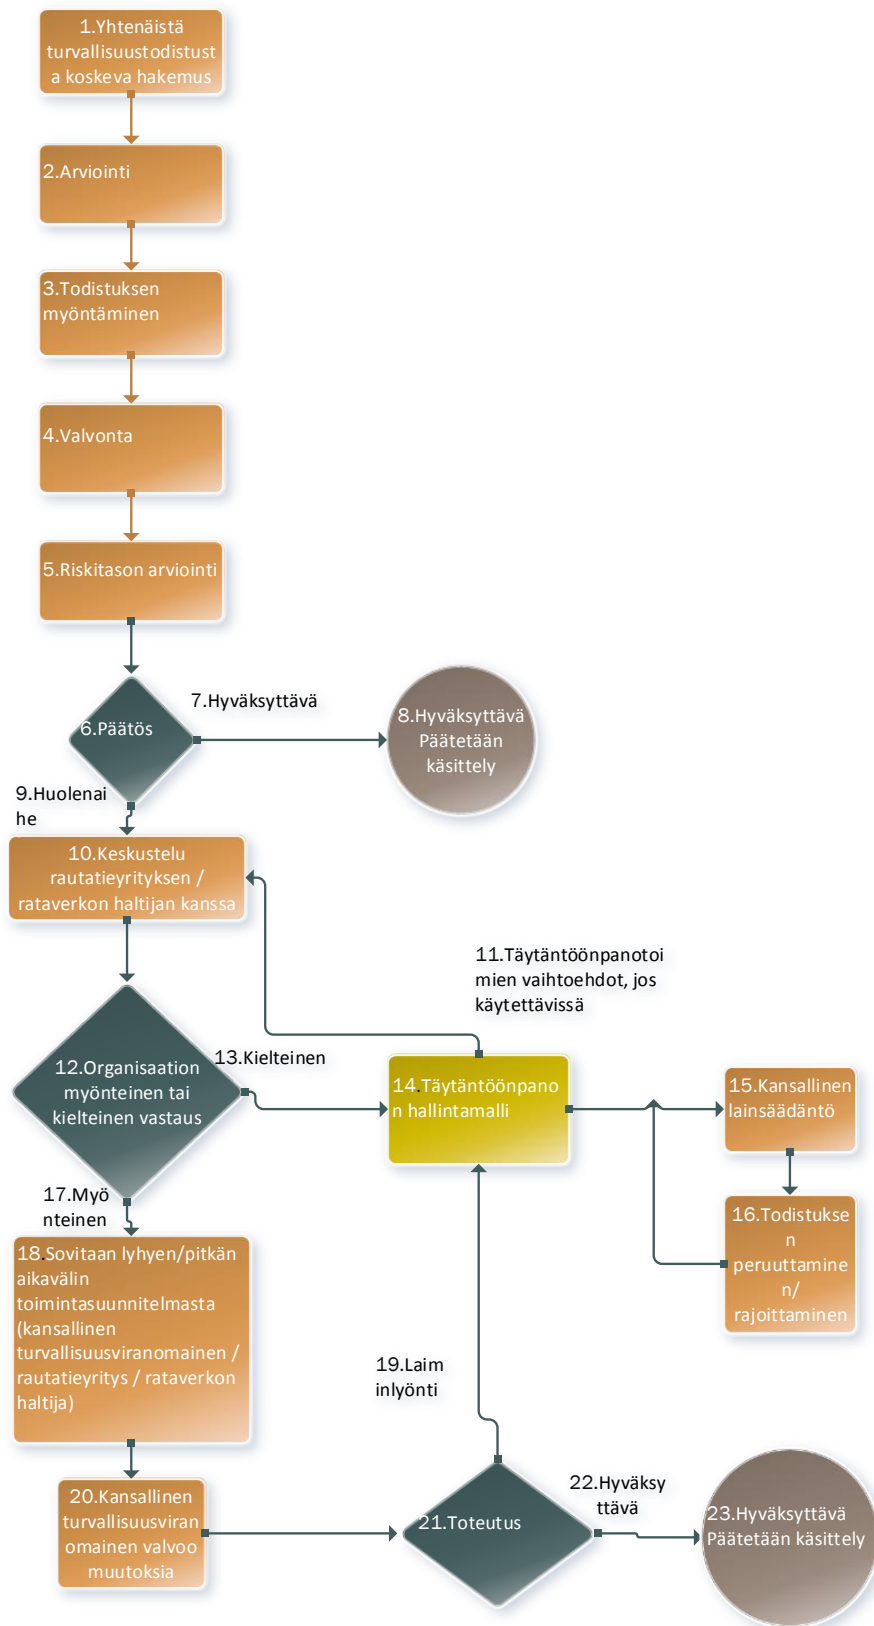 1.Yhtenäistä
turvallisuustodistust
a koskeva hakemus
2.Arviointi
3.Todistuksen
myöntäminen
4.Valvonta
5.Riskitason arviointi
6.Päätös
7.Hyväksyttävä
8.Hyväksyttävä
Päätetään
käsittely
9.Huolenai
he
10.Keskustelu
rautatieyrityksen /
rataverkon haltijan kanssa
11.Täytäntöönpanotoi
mien vaihtoehdot, jos
käytettävissä
12.Organisaation
myönteinen tai
kielteinen vastaus
13.Kielteinen
14.Täytäntöönpano
n hallintamalli
15.Kansallinen
lainsäädäntö
16.Todistukse
n
peruuttamine
n/
rajoittaminen
17.Myö
nteinen
18.Sovitaan lyhyen/pitkän
aikavälin
toimintasuunnitelmasta
(kansallinen
turvallisuusviranomainen /
rautatieyritys / rataverkon
haltija)
19.Laim
inlyönti
20.Kansallinen
turvallisuusviran
omainen valvoo
muutoksia
21.Toteutus
22.Hyväksy
ttävä
23.Hyväksyttävä
Päätetään käsittely